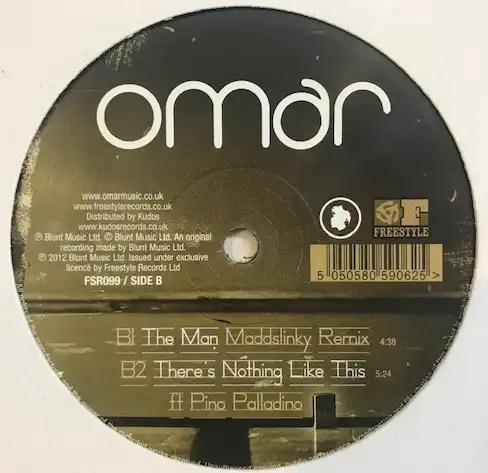 omar
www.omarmusic.co.uk
www.freestylerecords.co.uk
Distributed by Kudos
www.kudosrecords.co.uk
℗ Blunt Music Ltd. © Blunt Music Ltd. An original
recording made by Blunt Music Ltd.
℗ 2012 Blunt Music Ltd. Issued under exclusive
licence by Freestyle Records Ltd
FSR099 / SIDE B
F
FREESTYLE
5 050580 590625 >
B1 The Man Maddslinky Remix 4:38
B2 There's Nothing Like This 5:24
ft Pino Palladino